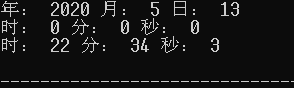 年： 2020 月： 5 日： 13
时： 0 分： 0 秒： 0
时： 22 分： 34 秒： 3